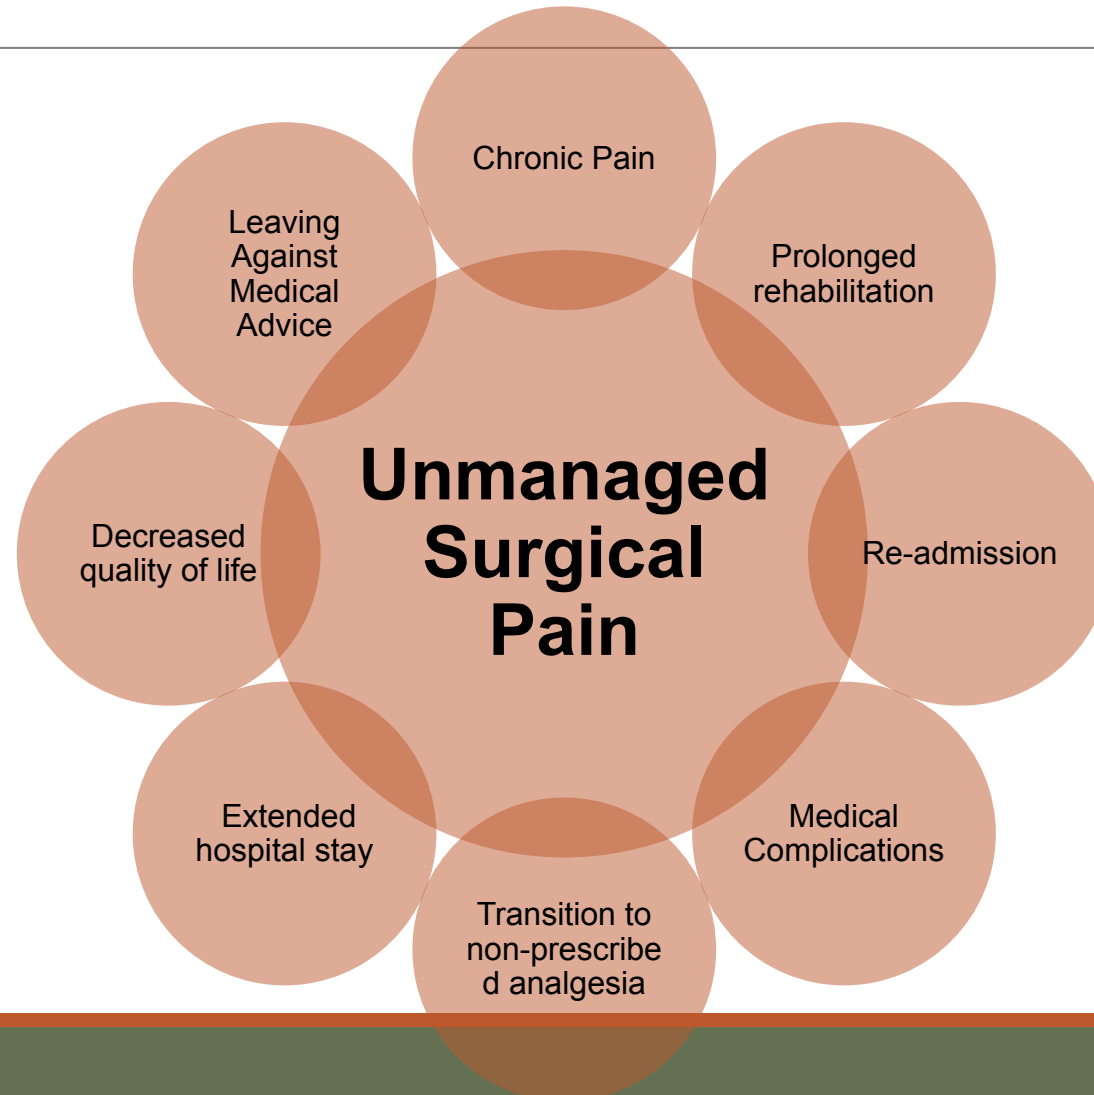 Chronic Pain
Prolonged
rehabilitation
Re-admission
Medical
Complications
Transition to
non-prescribe
d analgesia
Extended
hospital stay
Decreased
quality of life
Leaving
Against
Medical
Advice
Unmanaged
Surgical
Pain